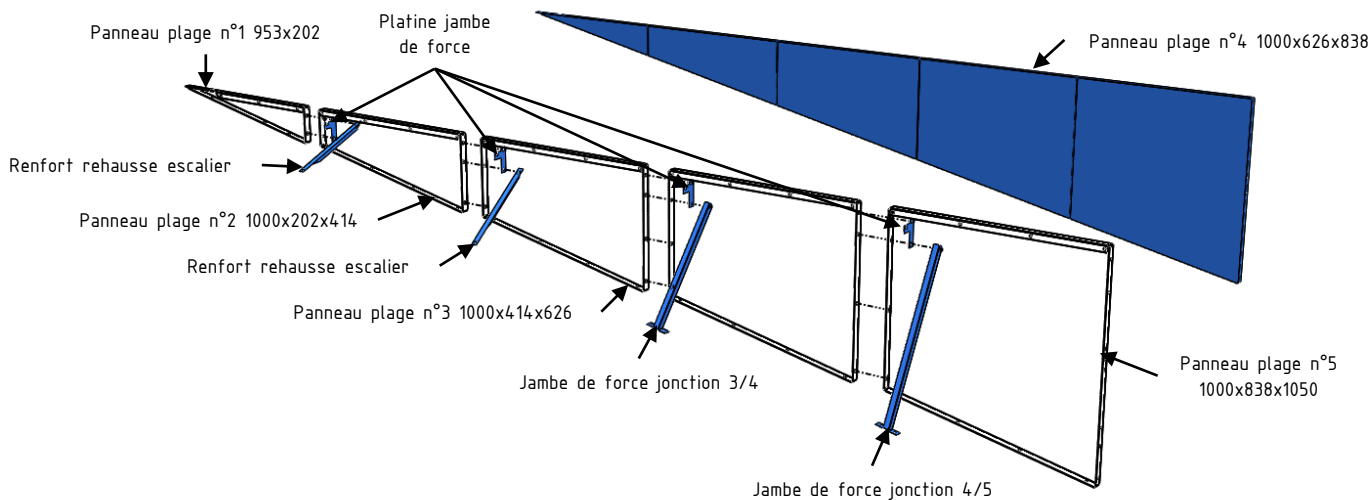 Panneau plage n°1 953x202
Platine jambe
de force
Panneau plage n°4 1000x626x838
Renfort rehausse escalier
Panneau plage n°2 1000x202x414
Renfort rehausse escalier
Panneau plage n°3 1000x414x626
Jambe de force jonction 3/4
Panneau plage n°5
1000x838x1050
Jambe de force jonction 4/5